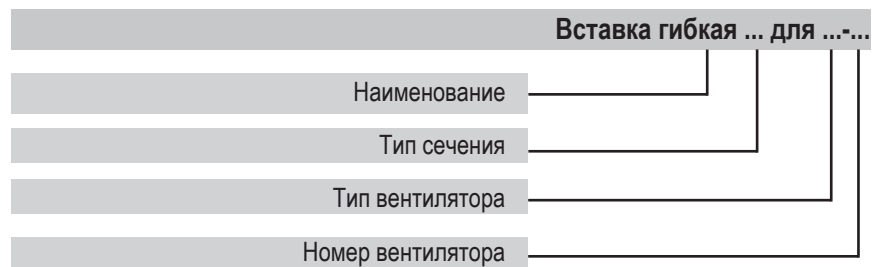 Вставка гибкая ... для ...-...
Наименование
Тип сечения
Тип вентилятора
Номер вентилятора